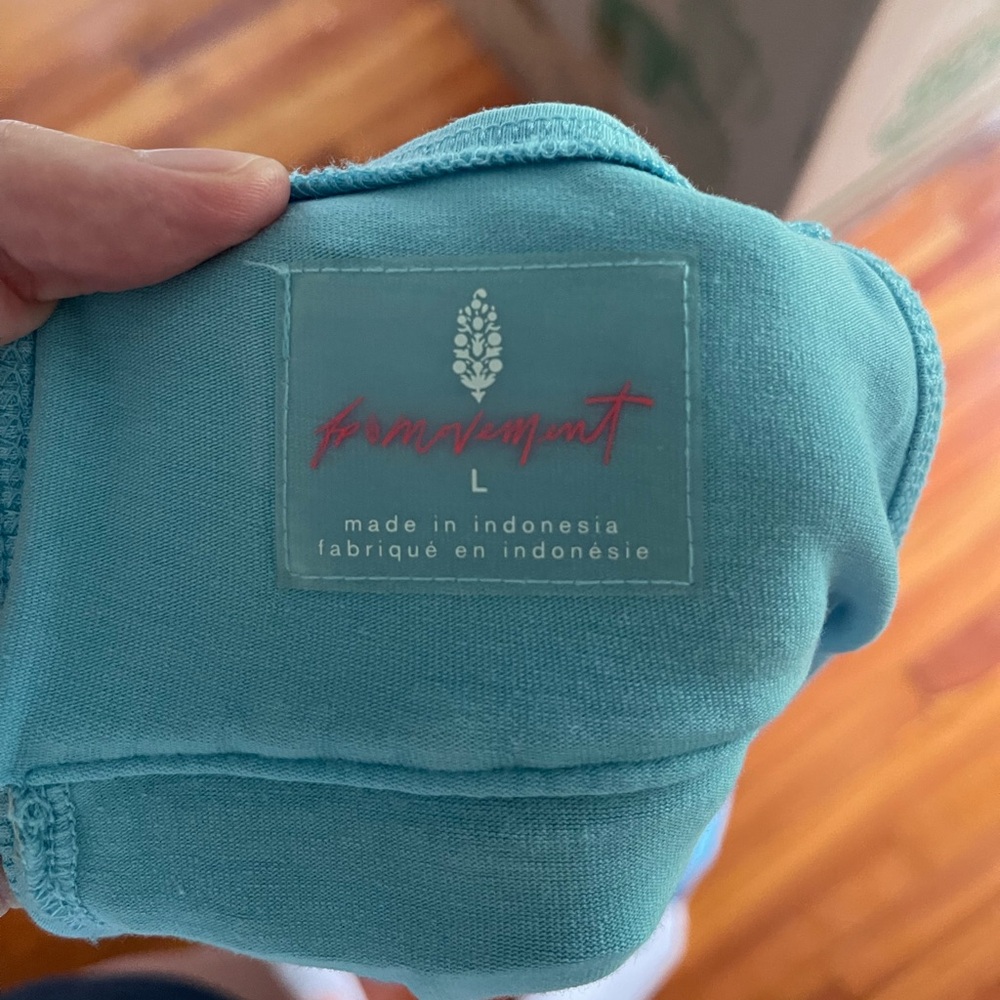 fpmovement
L
made in indonesia
fabriqué en indonésie